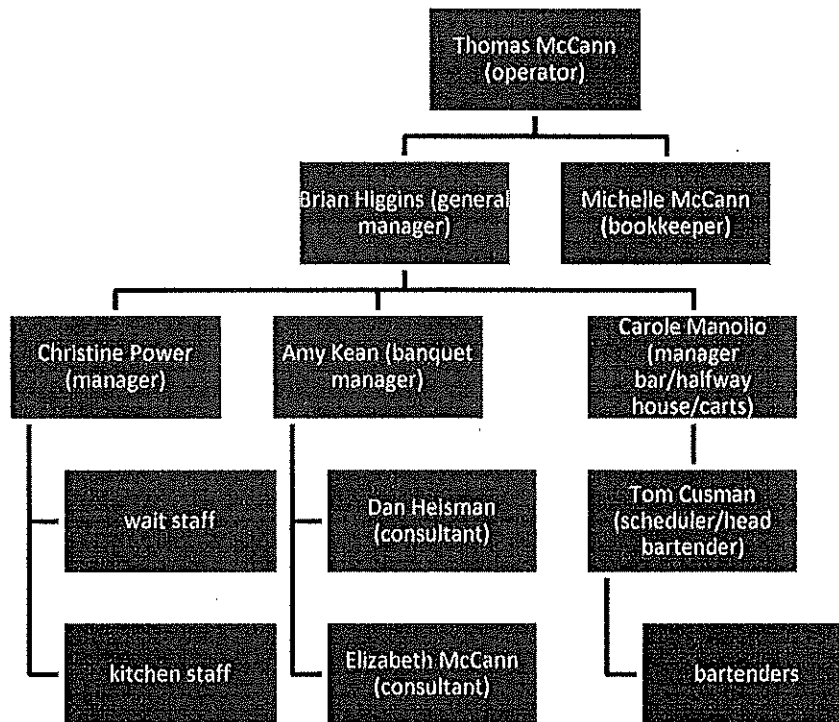 Thomas McCann
(operator)
Brian Higgins (general
manager)
Michelle McCann
(bookkeeper)
Christine Power
(manager)
Amy Kean (banquet
manager)
Carole Manolio
(manager
bar/halfway
house/carts)
wait staff
Dan Heisman
(consultant)
Tom Cusman
(scheduler/head
bartender)
kitchen staff
Elizabeth McCann
(consultant)
bartenders